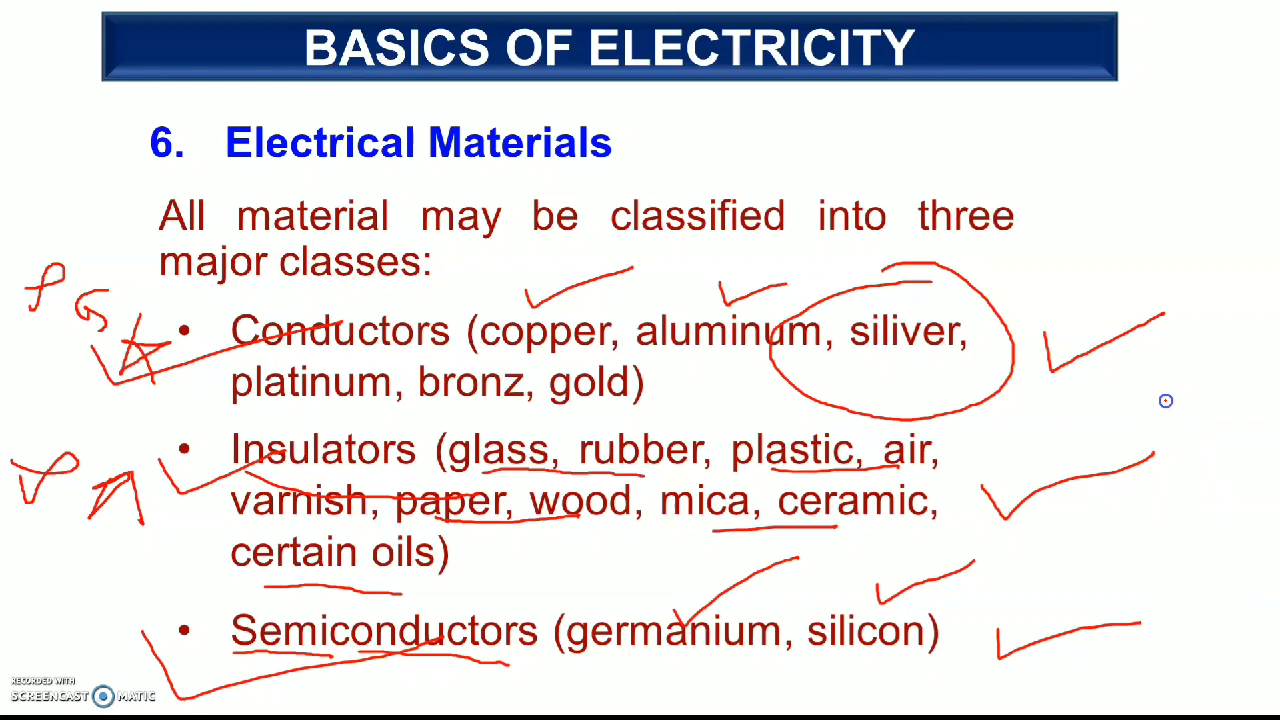 BASICS OF ELECTRICITY
6. Electrical Materials
All material may be classified into three
major classes:
• Conductors (copper, aluminum, siliver,
platinum, bronz, gold)
• Insulators (glass, rubber, plastic, air,
varnish, paper, wood, mica, ceramic,
certain oils)
• Semiconductors (germanium, silicon)
RECORDED WITH
SCREENCAST MATIC